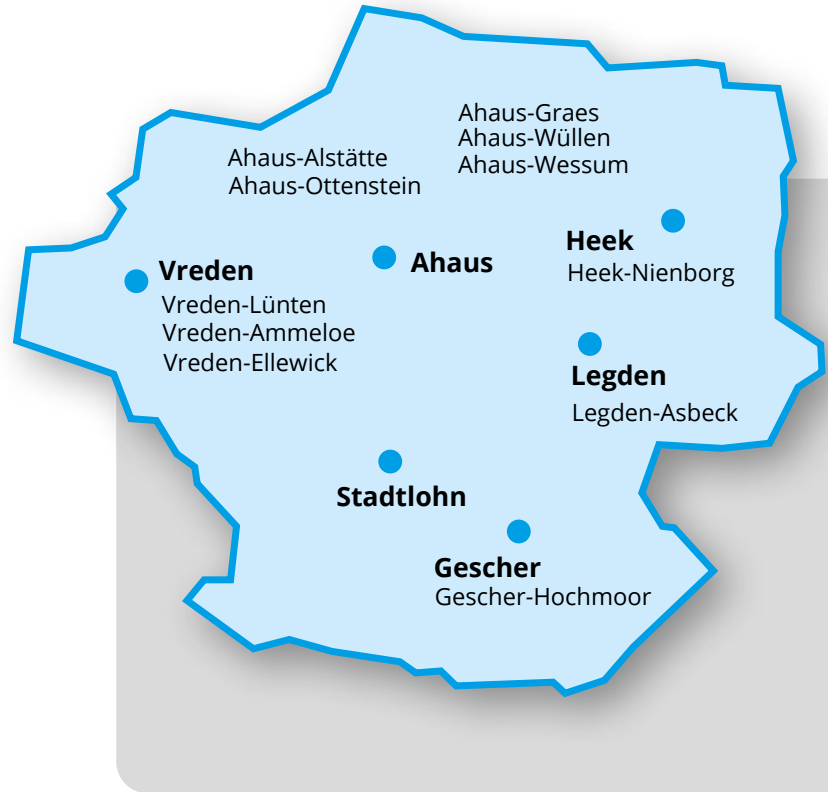 Ahaus-Graes
Ahaus-Wüllen
Ahaus-Wessum
Ahaus-Alstätte
Ahaus-Ottenstein
Heek
Heek-Nienborg
Ahaus
Vreden
Vreden-Lünten
Vreden-Ammeloe
Vreden-Ellewick
Legden
Legden-Asbeck
Stadtlohn
Gescher
Gescher-Hochmoor